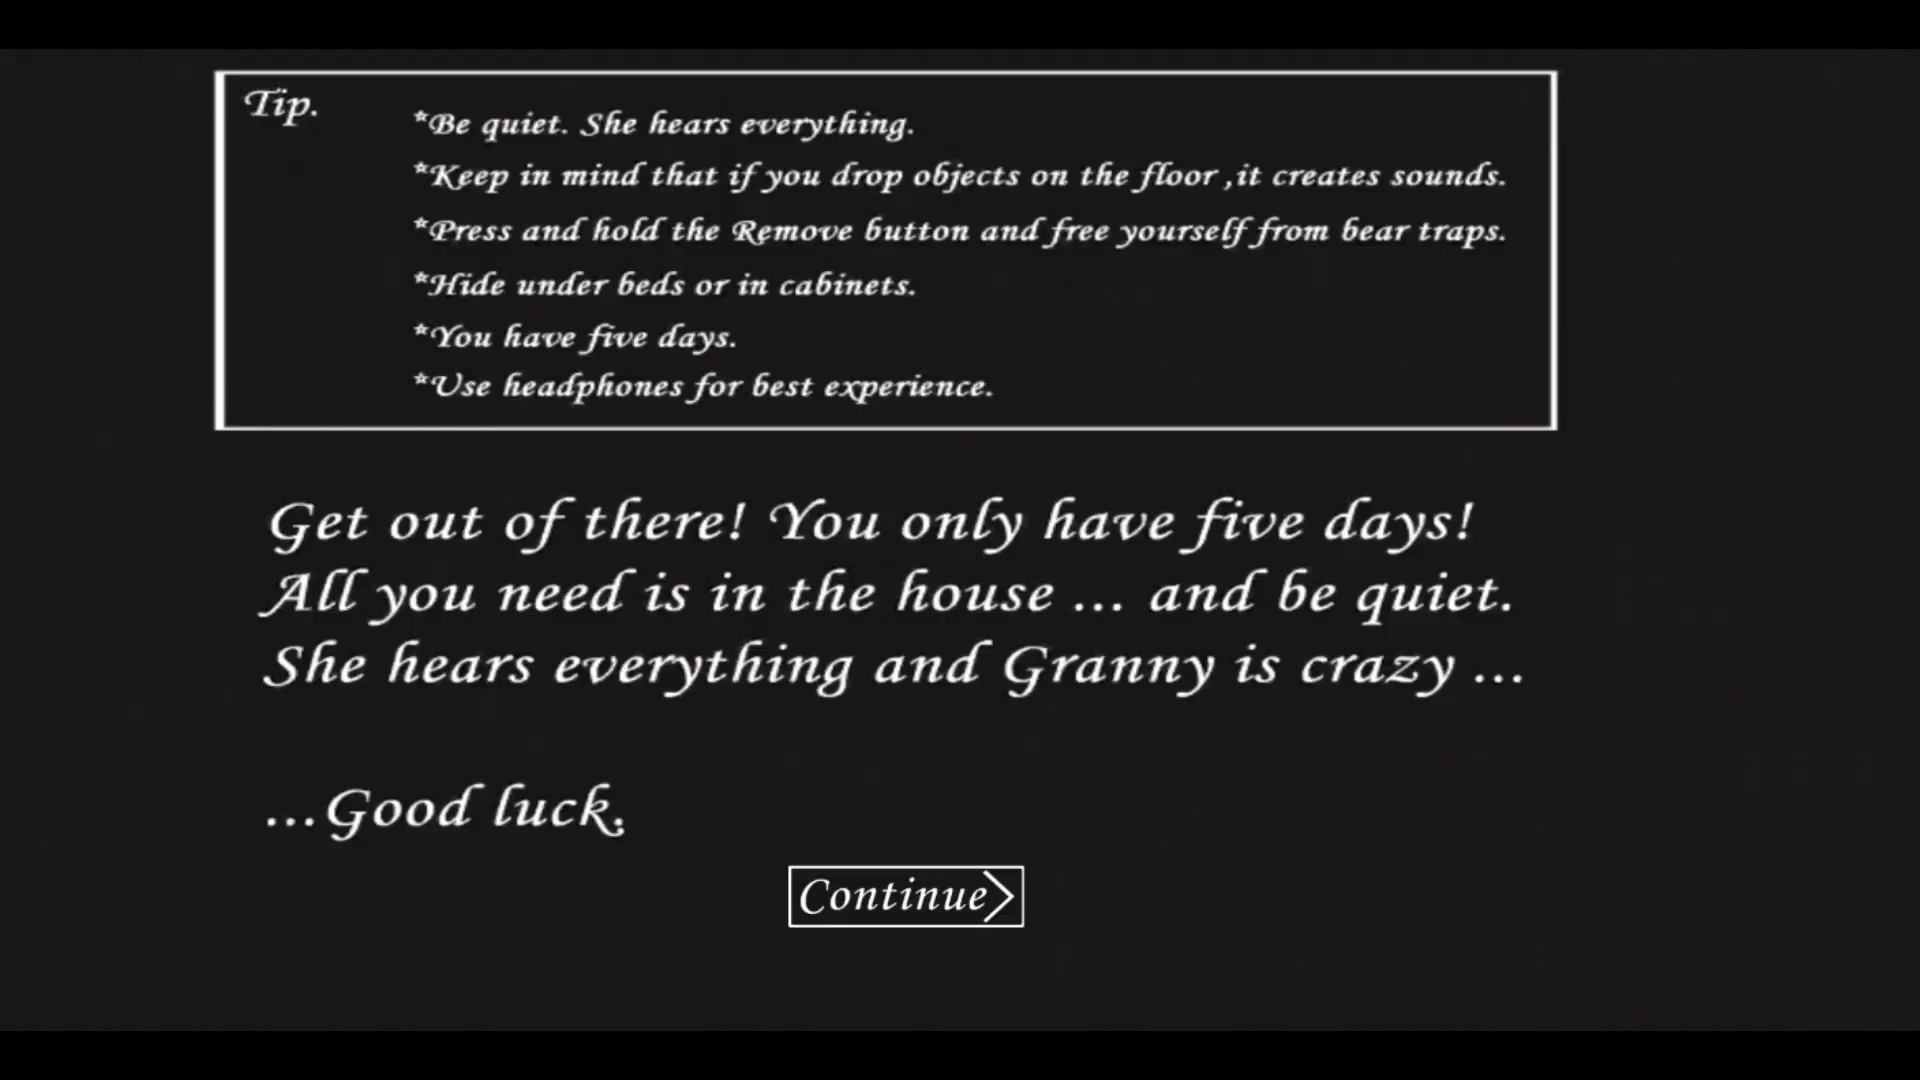 Tip.
*Be quiet. She hears everything.
*Keep in mind that if you drop objects on the floor ,it creates sounds.
*Press and hold the Remove button and free yourself from bear traps.
*Hide under beds or in cabinets.
*You have five days.
*Use headphones for best experience.
Get out of there! You only have five days!
All you need is in the house ... and be quiet.
She hears everything and Granny is crazy ...
...Good luck.
Continue>